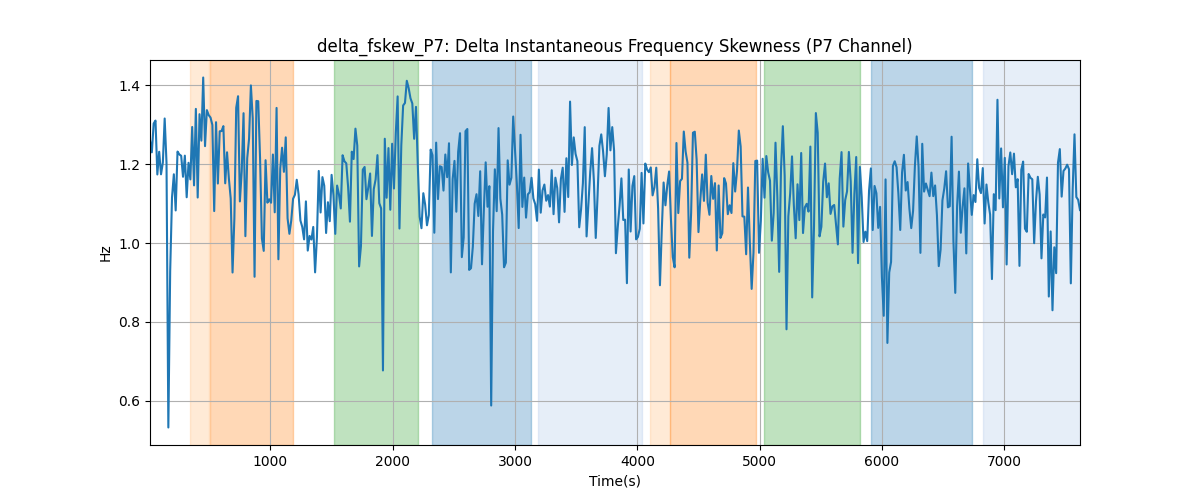 delta_fskew_P7: Delta Instantaneous Frequency Skewness (P7 Channel)
1.4
1.2
1.0
0.8
0.6
Hz
1000 2000 3000 4000 5000 6000 7000
Time(s)